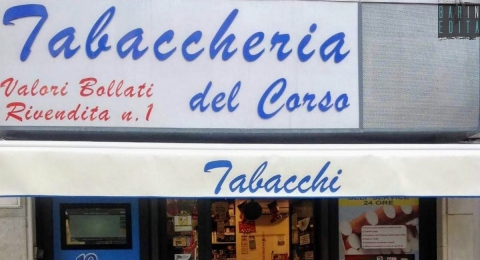 Tabaccheria
Valori Bollati
Rivendita n.1
del Corso
Tabacchi
24 ORE